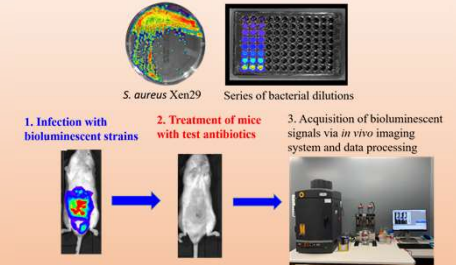 S. aureus Xen29
Series of bacterial dilutions
1. Infection with
bioluminescent strains
2. Treatment of mice
with test antibiotics
3. Acquisition of bioluminescent
signals via in vivo imaging
system and data processing